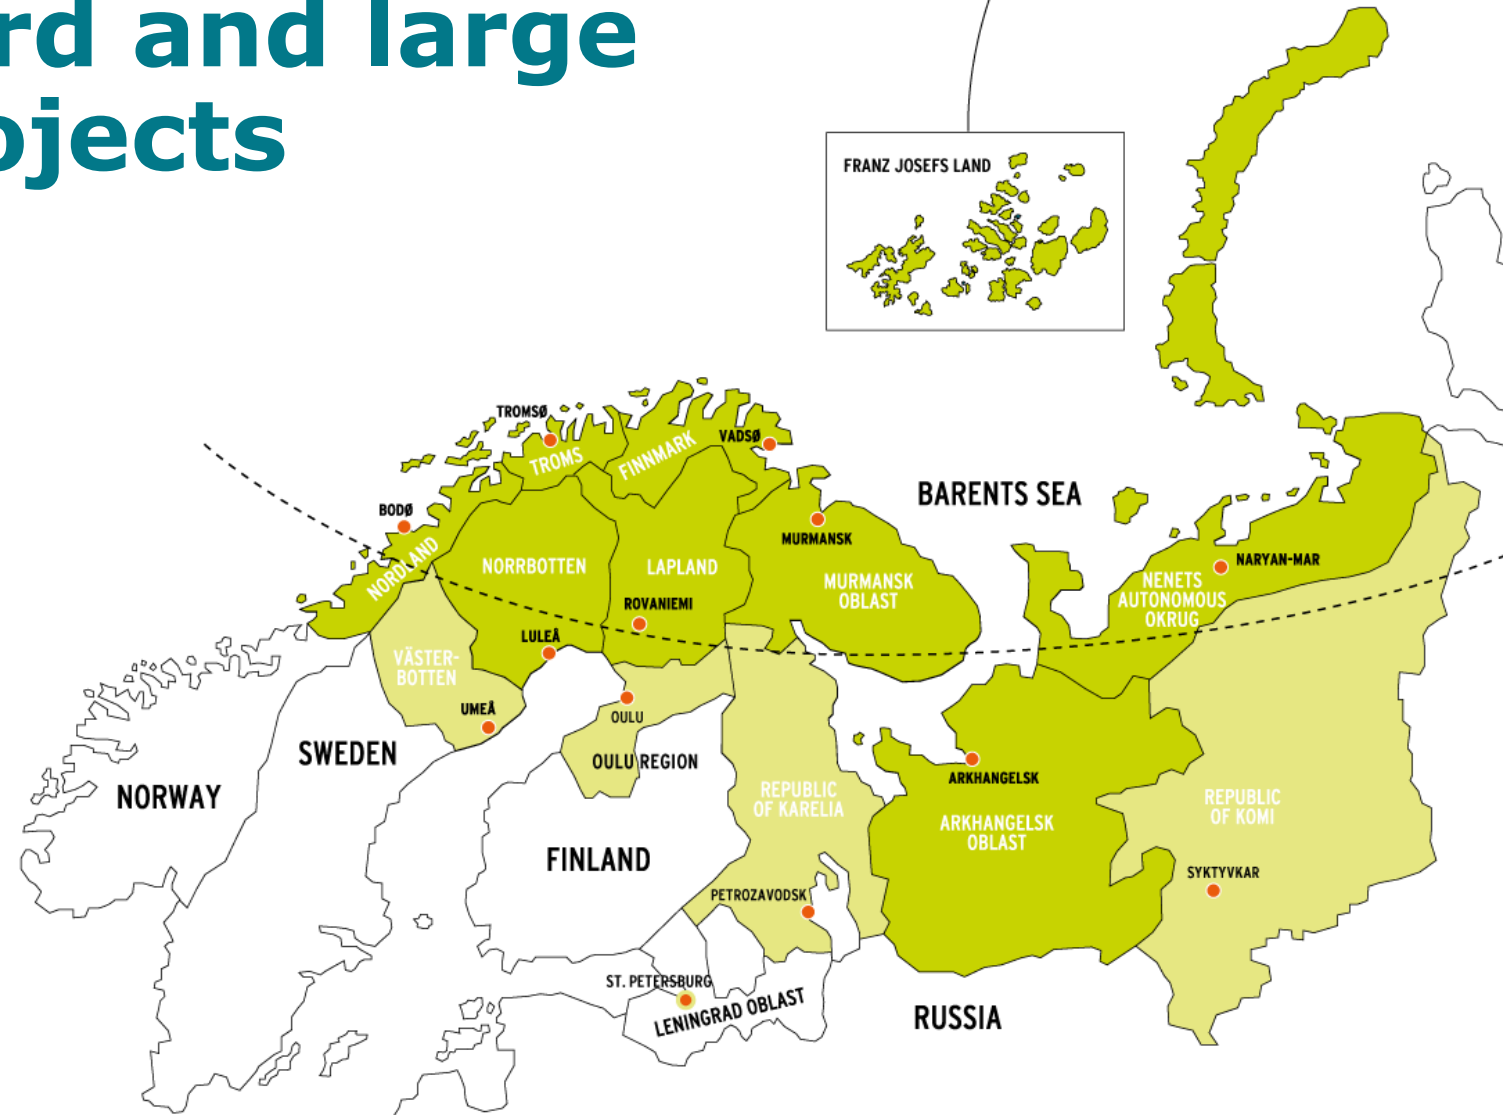 rd and large
ojects
FRANZ JOSEFS LAND
TROMSØ
TROMS
FINNMARK
VADSØ
BARENTS SEA
BODØ
NORDLAND
NORRBOTTEN
LAPLAND
MURMANSK
MURMANSK
OBLAST
NARYAN-MAR
NENETS
AUTONOMOUS
OKRUG
ROVANIEMI
LULEÅ
VÄSTER-
BOTTEN
UMEÅ
OULU
OULU REGION
SWEDEN
NORWAY
FINLAND
REPUBLIC
OF KARELIA
ARKHANGELSK
ARKHANGELSK
OBLAST
REPUBLIC
OF KOMI
SYKTYVKAR
PETROZAVODSK
ST. PETERSBURG
LENINGRAD OBLAST
RUSSIA